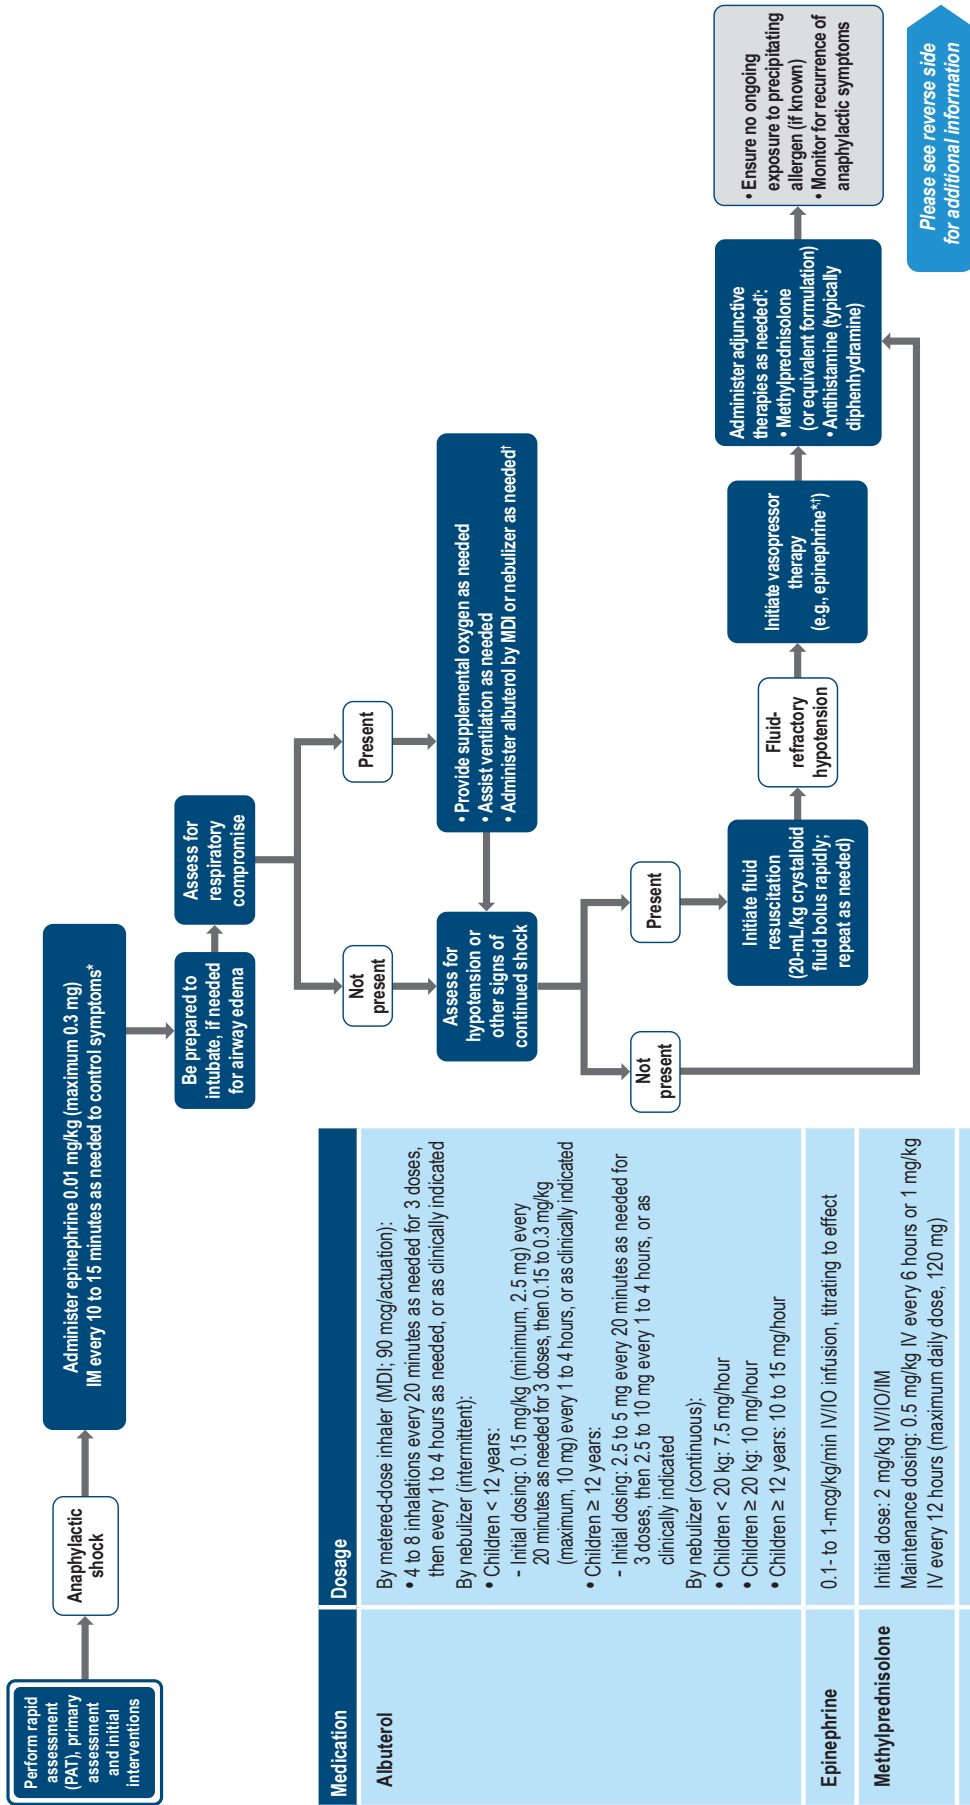 Perform rapid
assessment
(PAT), primary
assessment
and initial
interventions
Anaphylactic
shock
Administer epinephrine 0.01 mg/kg (maximum 0.3 mg)
IM every 10 to 15 minutes as needed to control symptoms*
Be prepared to
intubate, if needed
for airway edema
Assess for
respiratory
compromise
Not
present
Present
• Provide supplemental oxygen as needed
• Assist ventilation as needed
• Administer albuterol by MDI or nebulizer as needed†
Assess for
hypotension or
other signs of
continued shock
Not
present
Present
Initiate fluid
resuscitation
(20-mL/kg crystalloid
fluid bolus rapidly;
repeat as needed)
Fluid-
refractory
hypotension
Initiate vasopressor
therapy
(e.g., epinephrine*,†)
Administer adjunctive
therapies as needed†:
• Methylprednisolone
(or equivalent formulation)
• Antihistamine (typically
diphenhydramine)
• Ensure no ongoing
exposure to precipitating
allergen (if known)
• Monitor for recurrence of
anaphylactic symptoms
Please see reverse side
for additional information
Medication
Dosage
Albuterol
By metered-dose inhaler (MDI; 90 mcg/actuation):
• 4 to 8 inhalations every 20 minutes as needed for 3 doses,
then every 1 to 4 hours as needed, or as clinically indicated
By nebulizer (intermittent):
• Children < 12 years:
- Initial dosing: 0.15 mg/kg (minimum, 2.5 mg) every
20 minutes as needed for 3 doses, then 0.15 to 0.3 mg/kg
(maximum, 10 mg) every 1 to 4 hours, or as clinically indicated
• Children ≥ 12 years:
- Initial dosing: 2.5 to 5 mg every 20 minutes as needed for
3 doses, then 2.5 to 10 mg every 1 to 4 hours, or as
clinically indicated
By nebulizer (continuous):
• Children < 20 kg: 7.5 mg/hour
• Children ≥ 20 kg: 10 mg/hour
• Children ≥ 12 years: 10 to 15 mg/hour
Epinephrine
0.1- to 1-mcg/kg/min IV/IO infusion, titrating to effect
Methylprednisolone
Initial dose: 2 mg/kg IV/IO/IM
Maintenance dosing: 0.5 mg/kg IV every 6 hours or 1 mg/kg
IV every 12 hours (maximum daily dose, 120 mg)